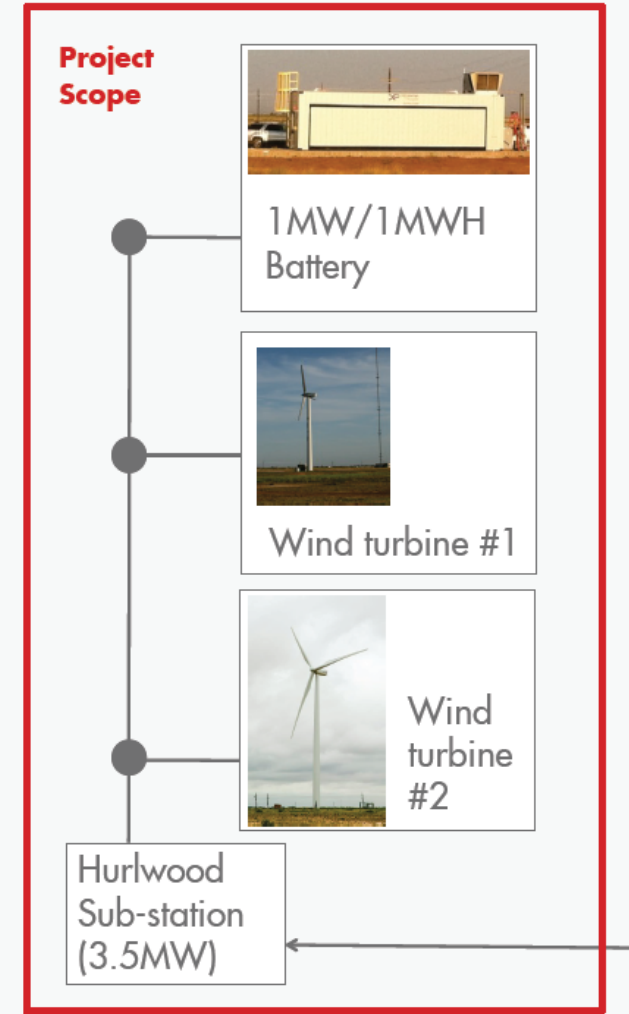 Project
Scope
1MW/1MWH
Battery
Wind turbine #1
Wind
turbine
#2
Hurlwood
Sub-station
(3.5MW)